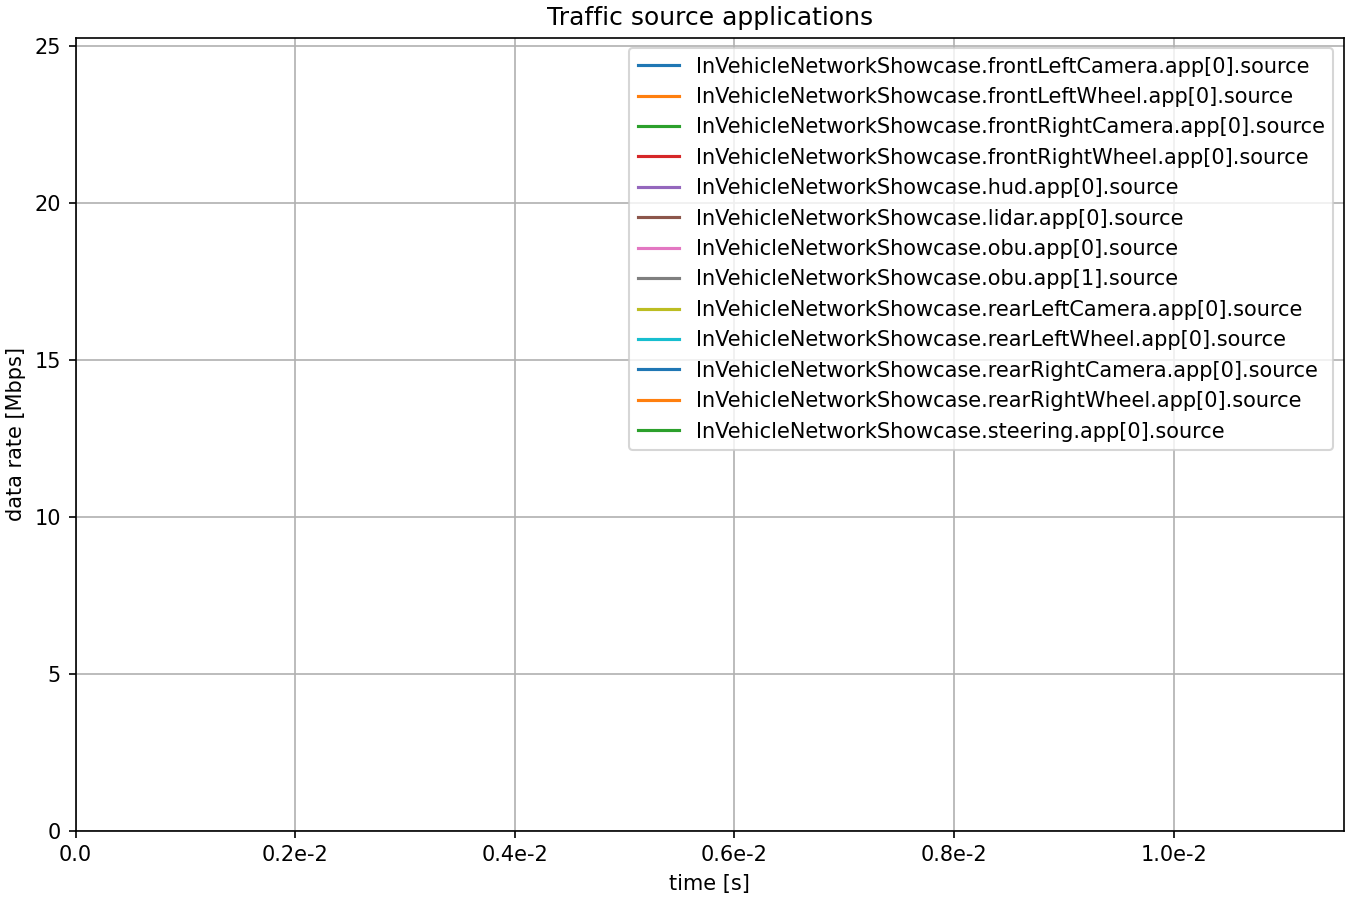 Traffic source applications
25
20
15
10
5
0
data rate [Mbps]
InVehicleNetworkShowcase.frontLeftCamera.app[0].source
InVehicleNetworkShowcase.frontLeftWheel.app[0].source
InVehicleNetworkShowcase.frontRightCamera.app[0].source
InVehicleNetworkShowcase.frontRightWheel.app[0].source
InVehicleNetworkShowcase.hud.app[0].source
InVehicleNetworkShowcase.lidar.app[0].source
InVehicleNetworkShowcase.obu.app[0].source
InVehicleNetworkShowcase.obu.app[1].source
InVehicleNetworkShowcase.rearLeftCamera.app[0].source
InVehicleNetworkShowcase.rearLeftWheel.app[0].source
InVehicleNetworkShowcase.rearRightCamera.app[0].source
InVehicleNetworkShowcase.rearRightWheel.app[0].source
InVehicleNetworkShowcase.steering.app[0].source
0.0 0.2e-2 0.4e-2 0.6e-2 0.8e-2 1.0e-2
time [s]